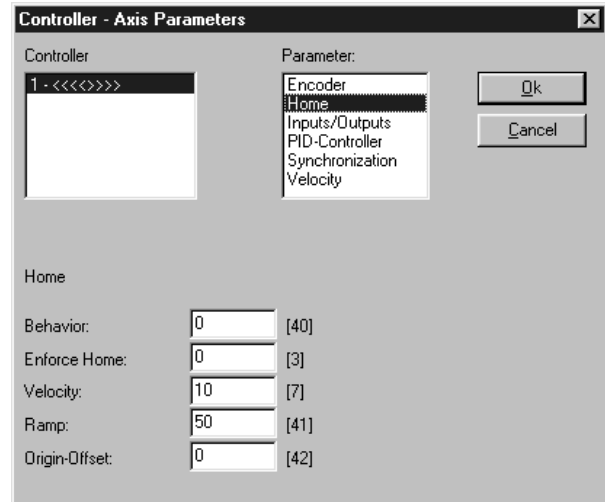 Controller - Axis Parameters
Controller
Parameter:
1 - <<<<>>>>
Encoder
Home
Inputs/Outputs
PID-Controller
Synchronization
Velocity
Ok
Cancel
Home
Behavior: 0 [40]
Enforce Home: 0 [3]
Velocity: 10 [7]
Ramp: 50 [41]
Origin-Offset: 0 [42]